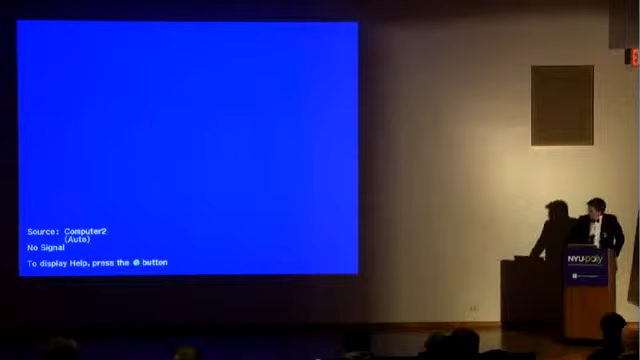 Source: Computer2
(Auto)
No Signal
To display Help, press the ? button
NYU·poly